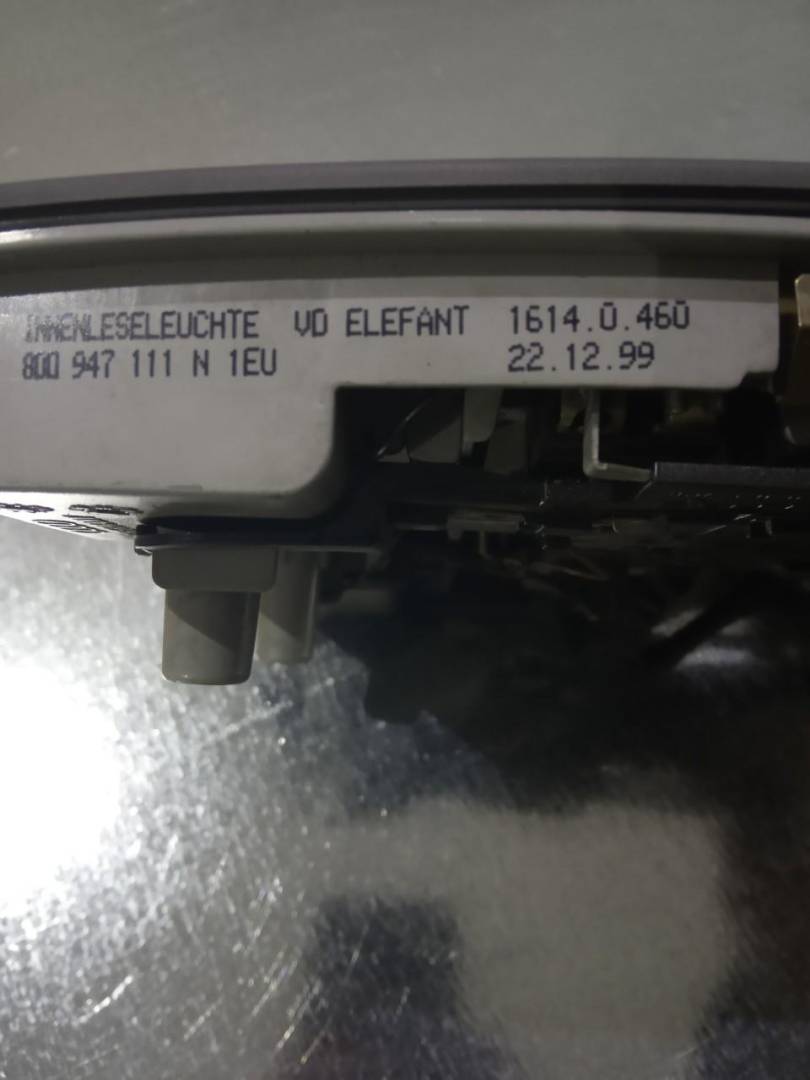 INNENLESELEUCHTE VD ELEFANT 1614.0.460
8D0 947 111 N 1EU 22.12.99